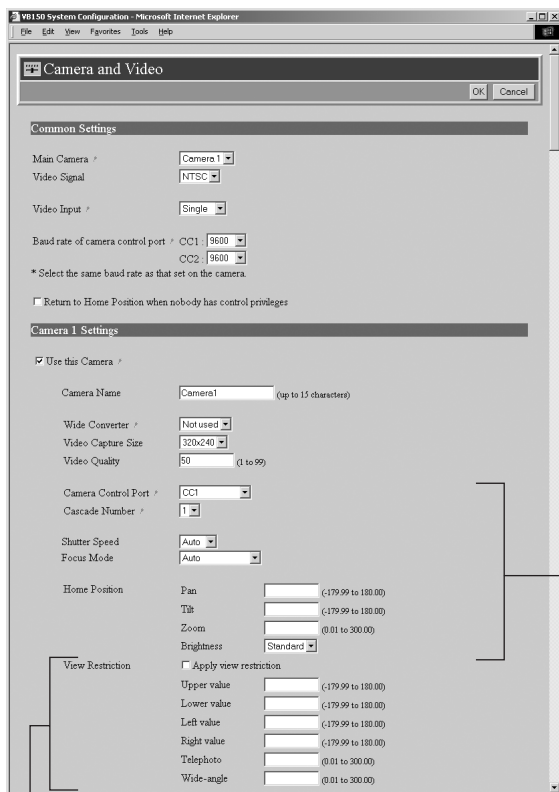 VB150 System Configuration - Microsoft Internet Explorer
File Edit View Favorites Tools Help
Camera and Video
OK Cancel
Common Settings
Main Camera Camera 1
Video Signal NTSC
Video Input Single
Baud rate of camera control port CC1 : 9600
CC2 : 9600
* Select the same baud rate as that set on the camera.
Return to Home Position when nobody has control privileges
Camera 1 Settings
Use this Camera
Camera Name Camera1 (up to 15 characters)
Wide Converter Not used
Video Capture Size 320x240
Video Quality 50 (1 to 99)
Camera Control Port CC1
Cascade Number 1
Shutter Speed Auto
Focus Mode Auto
Home Position Pan (-179.99 to 180.00)
Tilt (-179.99 to 180.00)
Zoom (0.01 to 300.00)
Brightness Standard
View Restriction Apply view restriction
Upper value (-179.99 to 180.00)
Lower value (-179.99 to 180.00)
Left value (-179.99 to 180.00)
Right value (-179.99 to 180.00)
Telephoto (0.01 to 300.00)
Wide-angle (0.01 to 300.00)